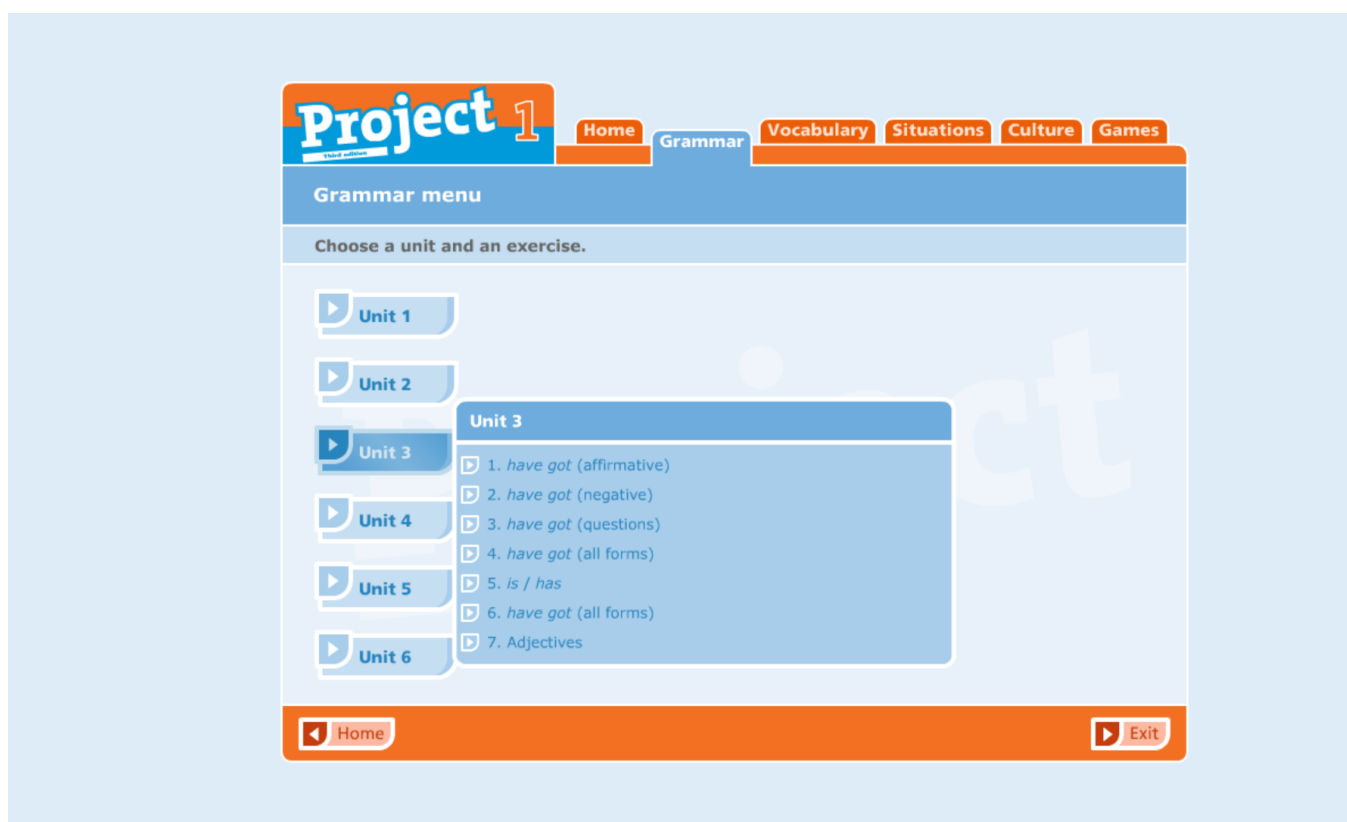 Project 1
Third edition
Home Grammar Vocabulary Situations Culture Games
Grammar menu
Choose a unit and an exercise.
Unit 1
Unit 2
Unit 3
Unit 4
Unit 5
Unit 6
Unit 3
1. have got (affirmative)
2. have got (negative)
3. have got (questions)
4. have got (all forms)
5. is / has
6. have got (all forms)
7. Adjectives
Home
Exit